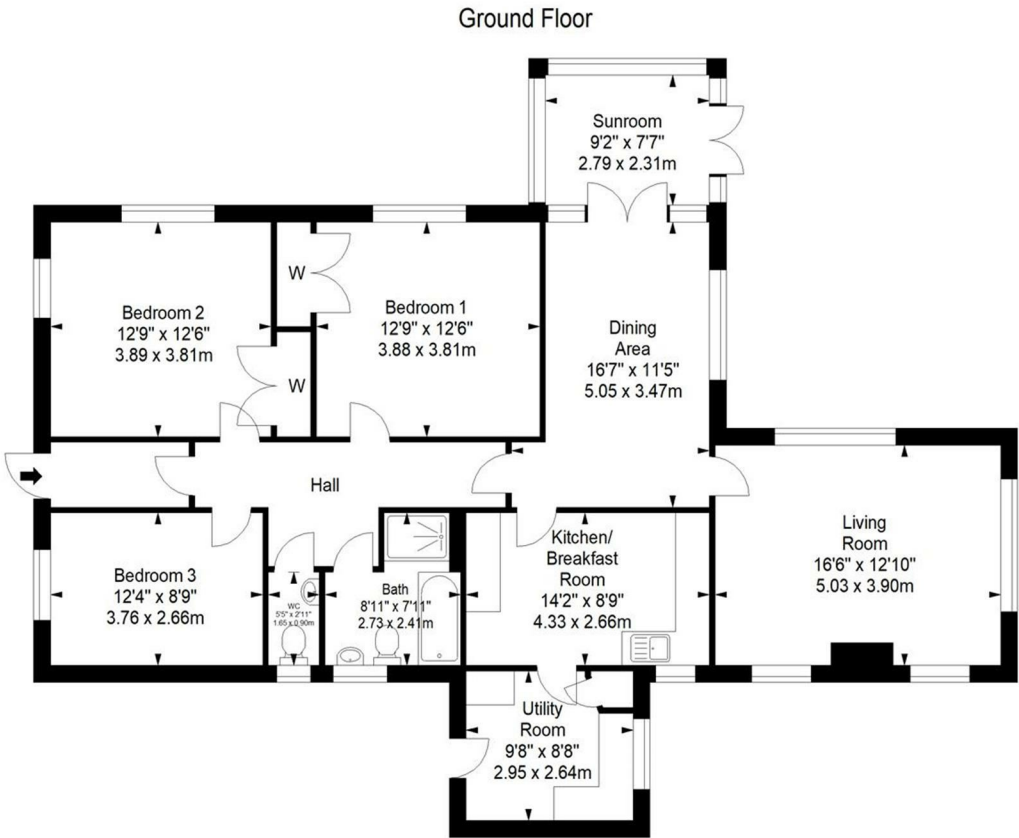 Ground Floor
Sunroom
9'2" x 7'7"
2.79 x 2.31m
Bedroom 2
12'9" x 12'6"
3.89 x 3.81m
W
W
Bedroom 1
12'9" x 12'6"
3.88 x 3.81m
Dining
Area
16'7" x 11'5"
5.05 x 3.47m
Hall
Living
Room
16'6" x 12'10"
5.03 x 3.90m
Bedroom 3
12'4" x 8'9"
3.76 x 2.66m
WC
5'5" x 2'11"
1.65 x 0.90m
Bath
8'11" x 7'11"
2.73 x 2.41m
Kitchen/
Breakfast
Room
14'2" x 8'9"
4.33 x 2.66m
Utility
Room
9'8" x 8'8"
2.95 x 2.64m